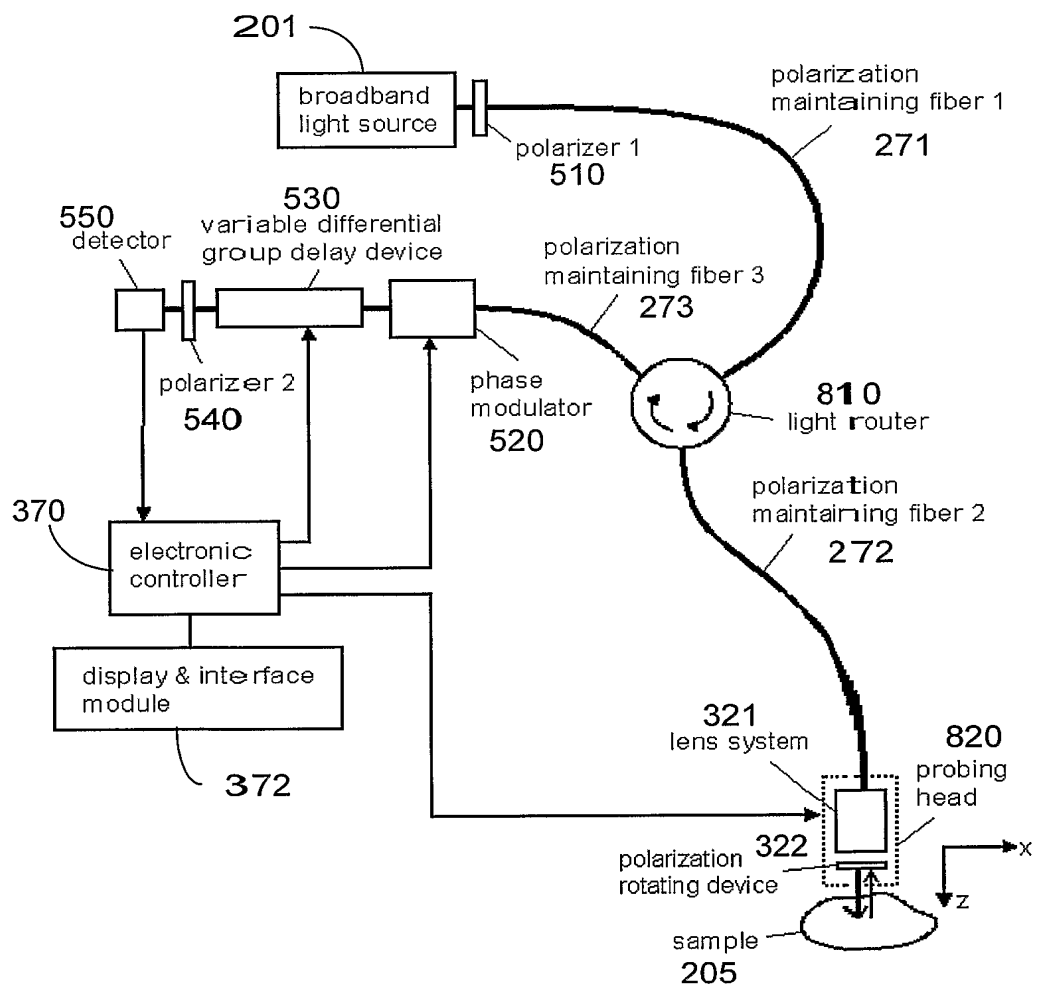 201
broadband
light source
polarizer 1
510
polarization
maintaining fiber 1
271
550
detector
530
variable differential
group delay device
polarization
maintaining fiber 3
273
polarizer 2
540
phase
modulator
520
810
light router
370
electronic
controller
polarization
maintaining fiber 2
272
display & interface
module
372
321
lens system
820
probing
head
322
polarization
rotating device
x
z
sample
205